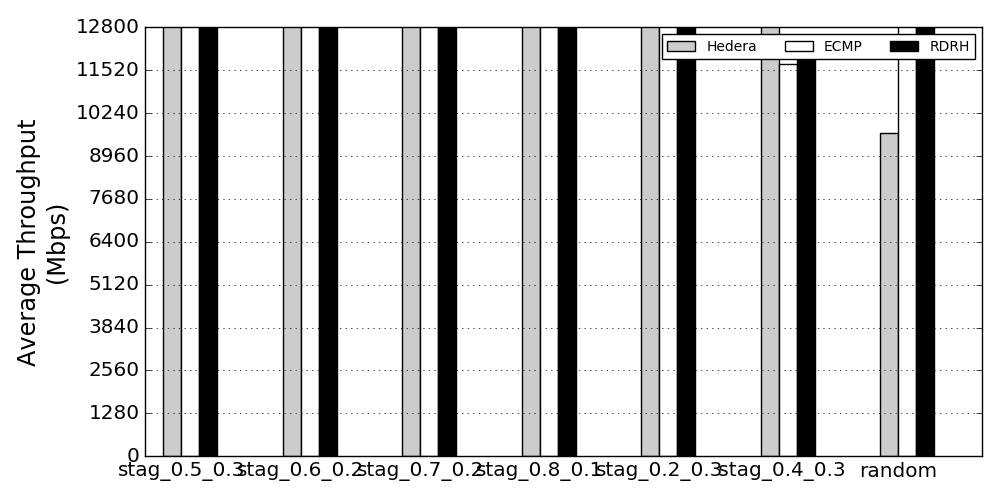 12800
11520
10240
8960
7680
6400
5120
3840
2560
1280
0
Average Throughput
(Mbps)
Hedera ECMP RDRH
stag_0.5_0.3 stag_0.6_0.2 stag_0.7_0.2 stag_0.8_0.1 stag_0.2_0.3 stag_0.4_0.3 random